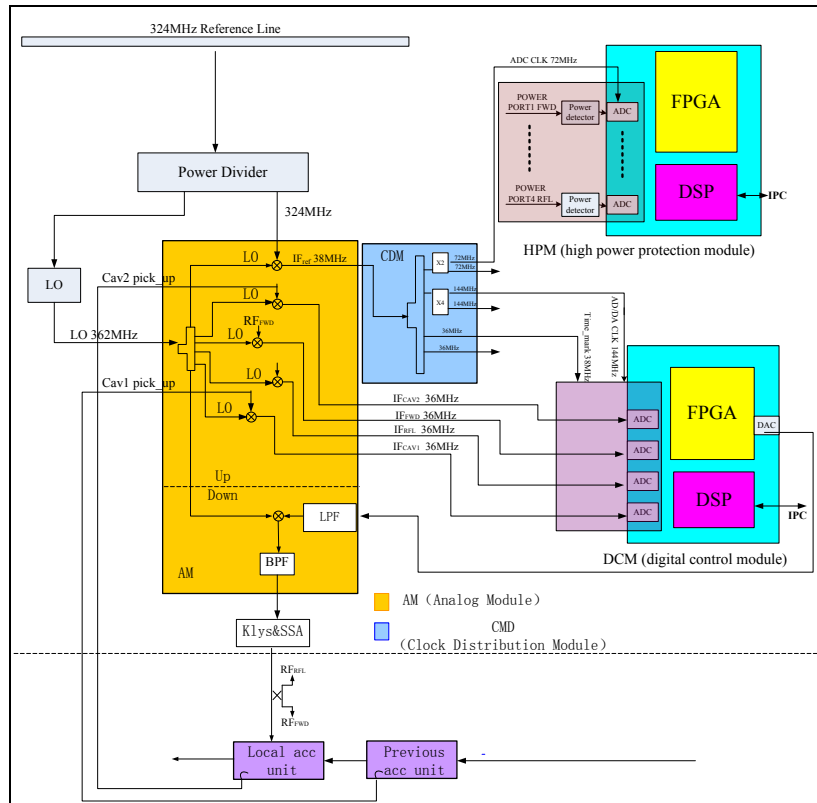 324MHz Reference Line
Power Divider
324MHz
LO
LO 362MHz
Cav2 pick_up
Cav1 pick_up
LO
IFref 38MHz
LO
RFFWD
LO
LO
LO
Up
Down
LPF
BPF
AM
Klys&SSA
CDM
X2
72MHz
72MHz
X4
144MHz
144MHz
36MHz
36MHz
ADC CLK 72MHz
POWER
PORT1 FWD
Power
detector
ADC
POWER
PORT4 RFL
Power
detector
ADC
FPGA
DSP
IPC
HPM (high power protection module)
Time_mark 38MHz
AD/DA CLK 144MHz
IFCAV2 36MHz
IFFWD 36MHz
IFRFL 36MHz
IFCAV1 36MHz
ADC
ADC
ADC
ADC
FPGA
DAC
DSP
IPC
DCM (digital control module)
AM（Analog Module）
CMD
（Clock Distribution Module）
RFRFL
RFFWD
Local acc
unit
Previous
acc unit